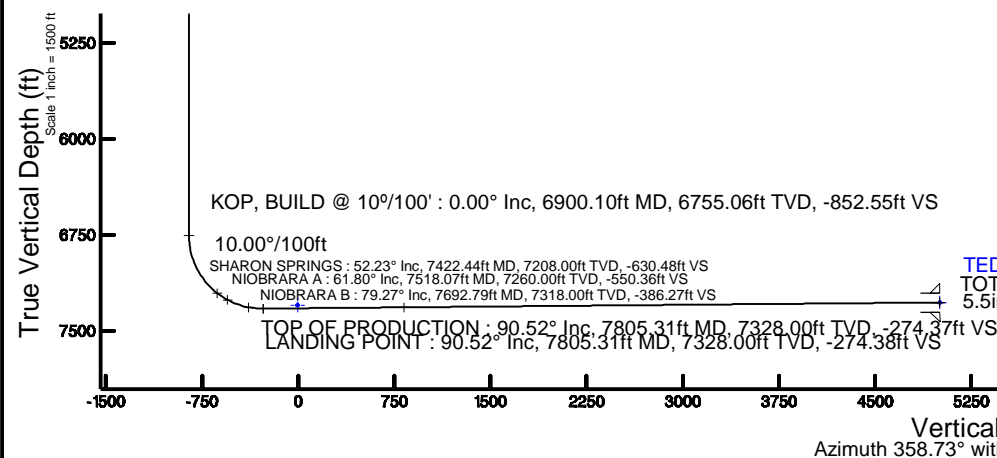 True Vertical Depth (ft)
Scale 1 inch = 1500 ft
5250
6000
6750
7500
KOP, BUILD @ 10º/100' : 0.00° Inc, 6900.10ft MD, 6755.06ft TVD, -852.55ft VS
10.00°/100ft
SHARON SPRINGS : 52.23° Inc, 7422.44ft MD, 7208.00ft TVD, -630.48ft VS
NIOBRARA A : 61.80° Inc, 7518.07ft MD, 7260.00ft TVD, -550.36ft VS
NIOBRARA B : 79.27° Inc, 7692.79ft MD, 7318.00ft TVD, -386.27ft VS
TOP OF PRODUCTION : 90.52° Inc, 7805.31ft MD, 7328.00ft TVD, -274.37ft VS
LANDING POINT : 90.52° Inc, 7805.31ft MD, 7328.00ft TVD, -274.38ft VS
TED
TOT
5.5i
-1500 -750 0 750 1500 2250 3000 3750 4500 5250
Vertical
Azimuth 358.73° wit